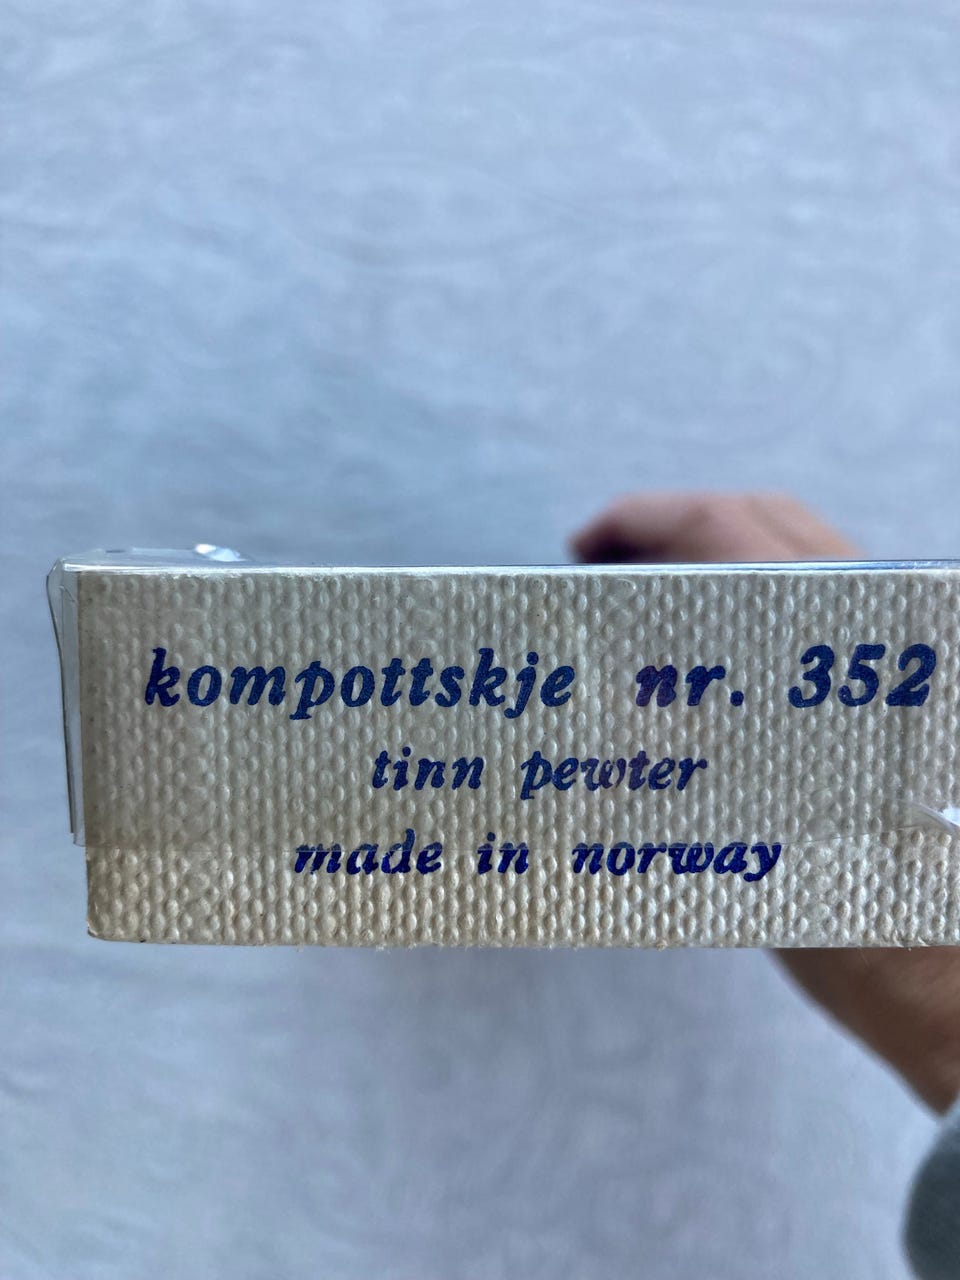 kompottskje nr. 352
tinn pewter
made in norway